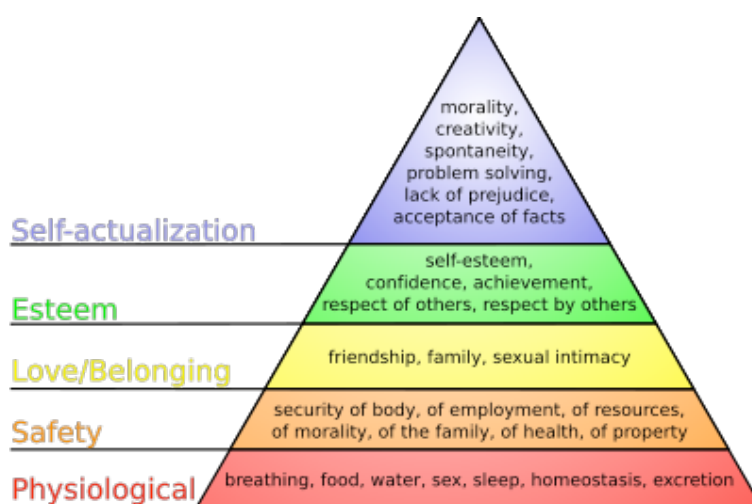 morality,
creativity,
spontaneity,
problem solving,
lack of prejudice,
acceptance of facts
Self-actualization
self-esteem,
confidence, achievement,
respect of others, respect by others
Esteem
friendship, family, sexual intimacy
Love/Belonging
security of body, of employment, of resources,
of morality, of the family, of health, of property
Safety
breathing, food, water, sex, sleep, homeostasis, excretion
Physiological